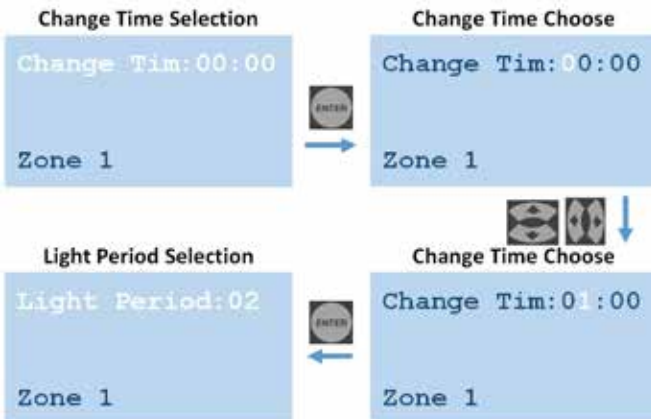 Change Time Selection
Change Tim:00:00
Zone 1
ENTER
Change Time Choose
Change Tim:00:00
Zone 1
Change Time Choose
Change Tim:01:00
Zone 1
ENTER
Light Period Selection
Light Period:02
Zone 1